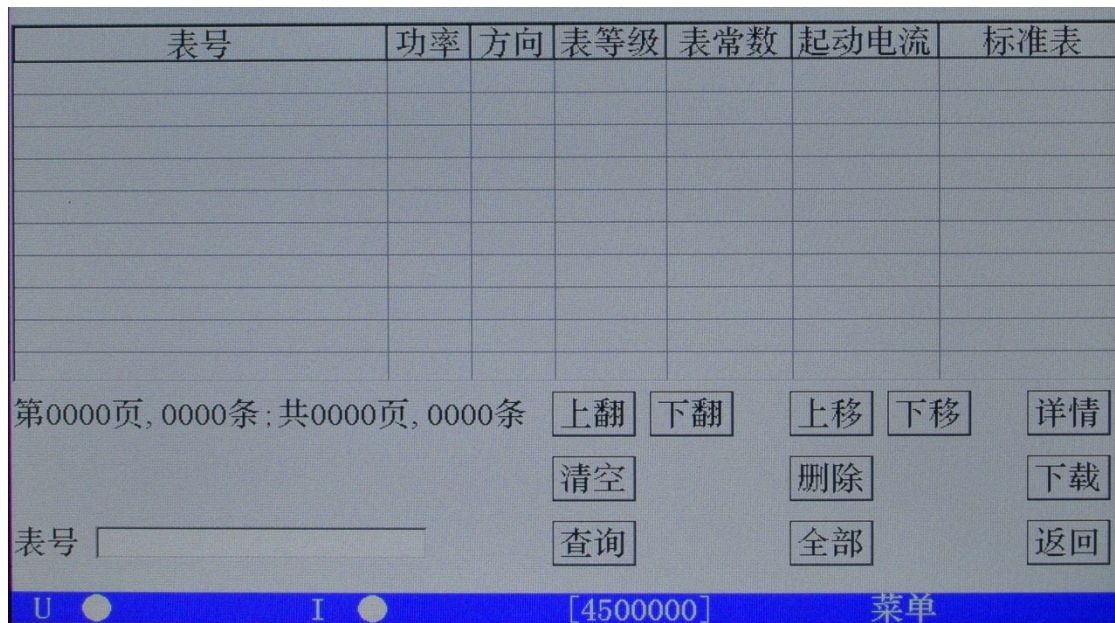 表号 功率 方向 表等级 表常数 起动电流 标准表
第0000页,0000条;共0000页,0000条 上翻 下翻 上移 下移 详情
清空 删除 下载
表号 查询 全部 返回
U I [4500000] 菜单